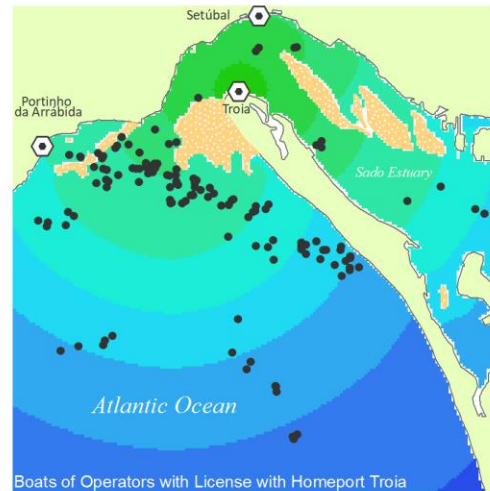 Setúbal
Portinho
da Arrábida
Troia
Sado Estuary
Atlantic Ocean
Boats of Operators with License with Homeport Troia